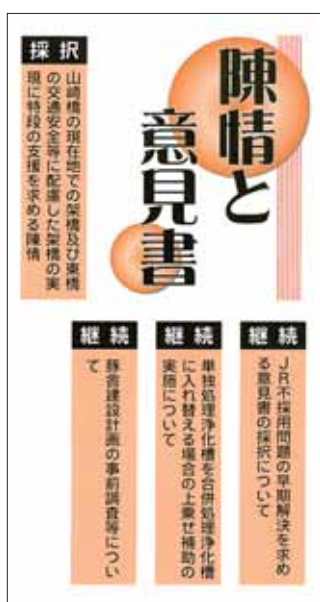 陳情と
意見書
採択
山崎橋の現在地での架橋及び東橋
の交通安全等に配慮した架橋の実
現に特段の支援を求める陳情
継続
JR不採用問題の早期解決を求め
る意見書の採択について
継続
単独処理浄化槽を合併処理浄化槽
に入れ替える場合の上乗せ補助の
実施について
継続
豚舎建設計画の事前調査等につい
て